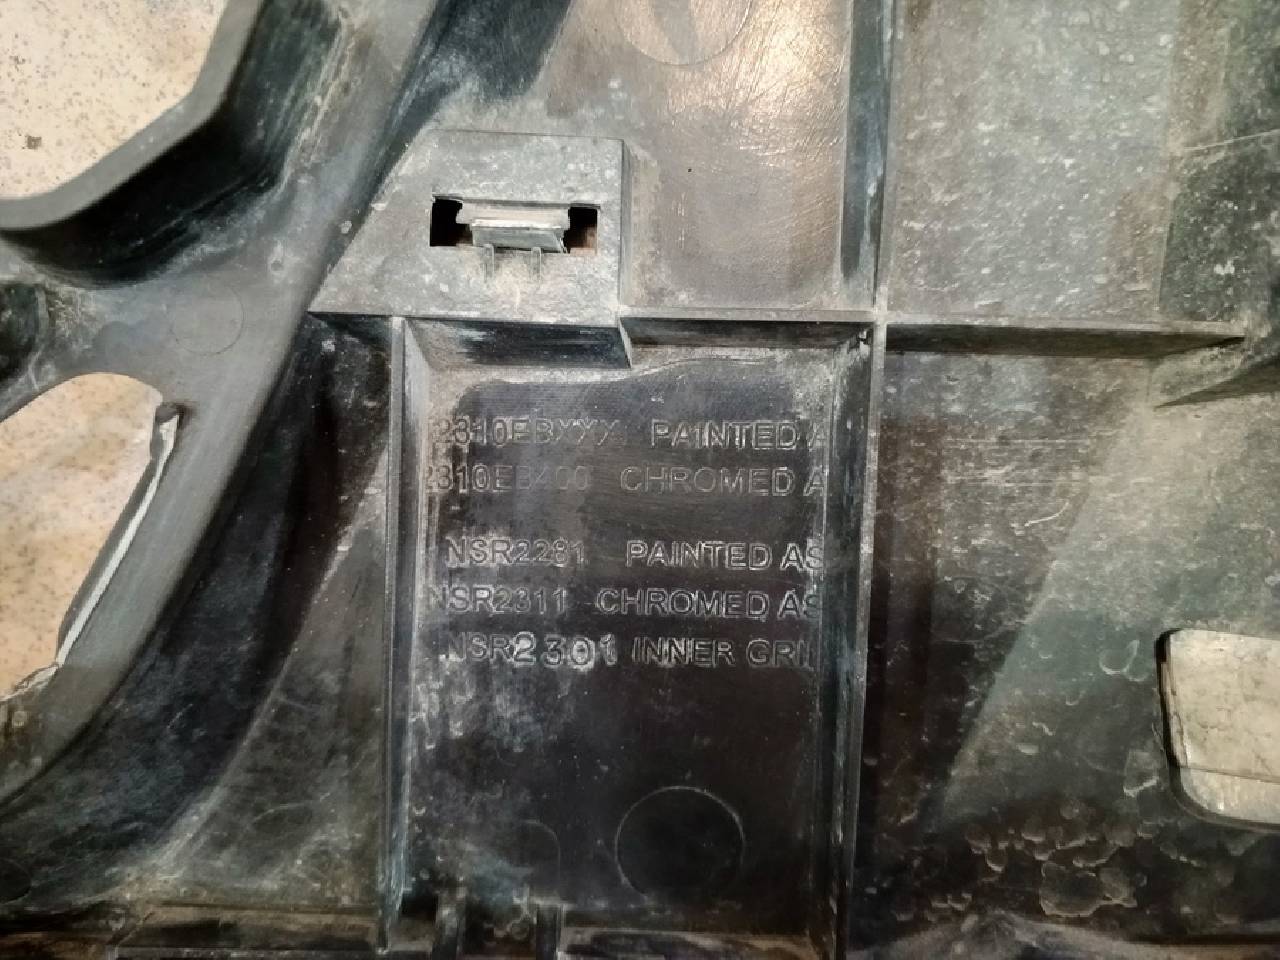 2310EBXXX PAINTED A
2310EB400 CHROMED A
NSR2281 PAINTED AS
NSR2311 CHROMED AS
NSR2301 INNER GRI